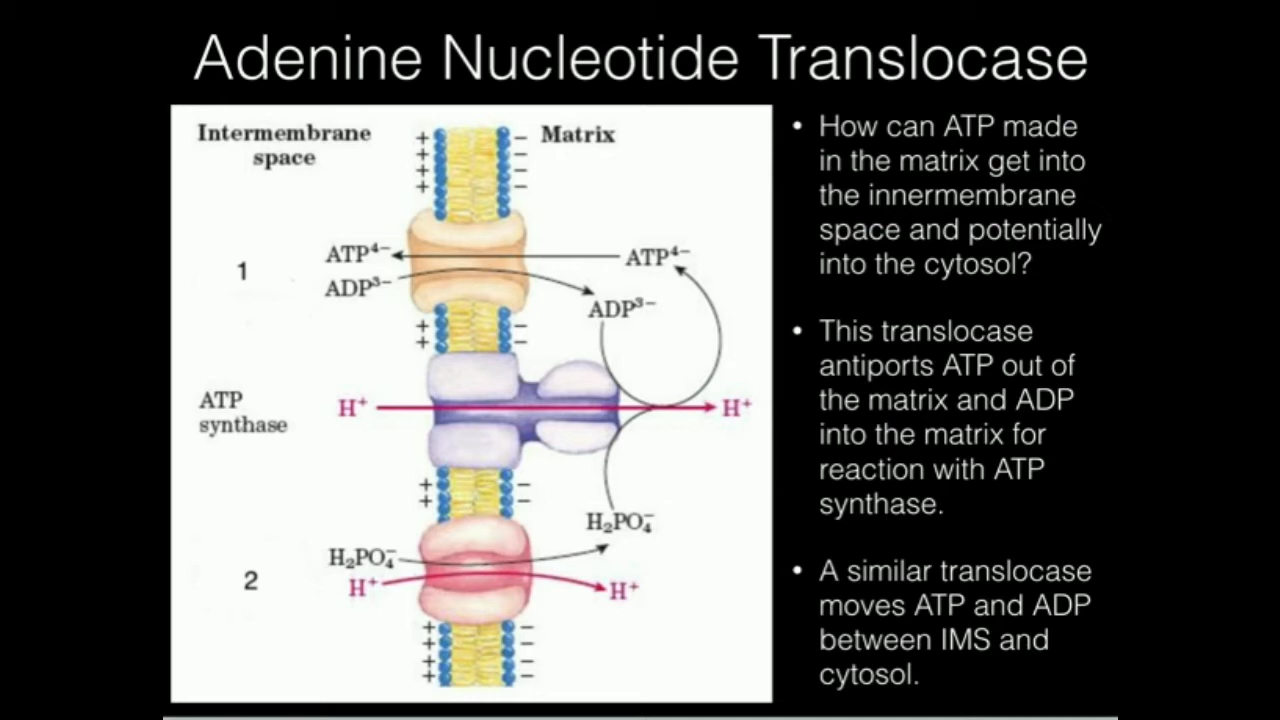 Adenine Nucleotide Translocase
Intermembrane
space
Matrix
+
+
+
+
−
−
−
−
1
ATP⁴⁻
ATP⁴⁻
ADP³⁻
ADP³⁻
+
+
−
−
ATP
synthase
H⁺
H⁺
+
+
−
−
H₂PO₄⁻
2
H₂PO₄⁻
H⁺
H⁺
+
+
+
+
−
−
−
−
• How can ATP made
in the matrix get into
the innermembrane
space and potentially
into the cytosol?
• This translocase
antiports ATP out of
the matrix and ADP
into the matrix for
reaction with ATP
synthase.
• A similar translocase
moves ATP and ADP
between IMS and
cytosol.